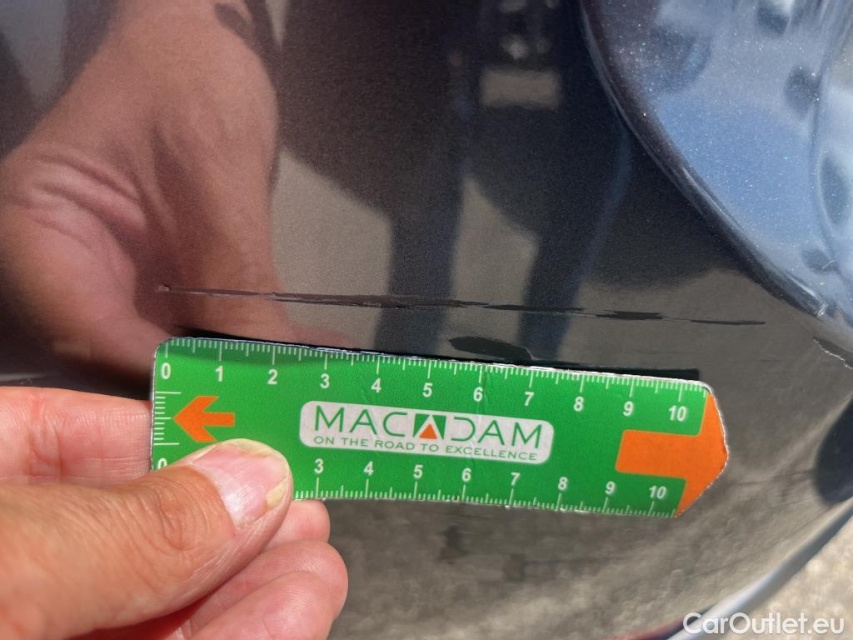 0 1 2 3 4 5 6 7 8 9 10
MACADAM
ON THE ROAD TO EXCELLENCE
0 3 4 5 6 7 8 9 10
CarOutlet.eu